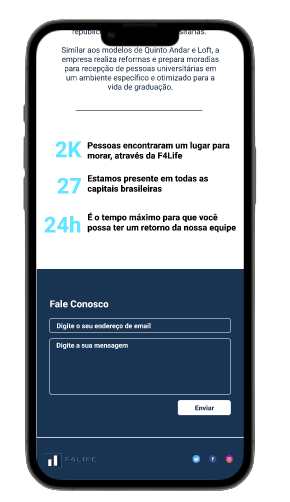 Similar aos modelos de Quinto Andar e Loft, a
empresa realiza reformas e prepara moradias
para recepção de pessoas universitárias em
um ambiente específico e otimizado para a
vida de graduação.
2K Pessoas encontraram um lugar para
morar, através da F4Life
27 Estamos presente em todas as
capitais brasileiras
24h É o tempo máximo para que você
possa ter um retorno da nossa equipe
Fale Conosco
Digite o seu endereço de email
Digite a sua mensagem
Enviar
F4LIFE